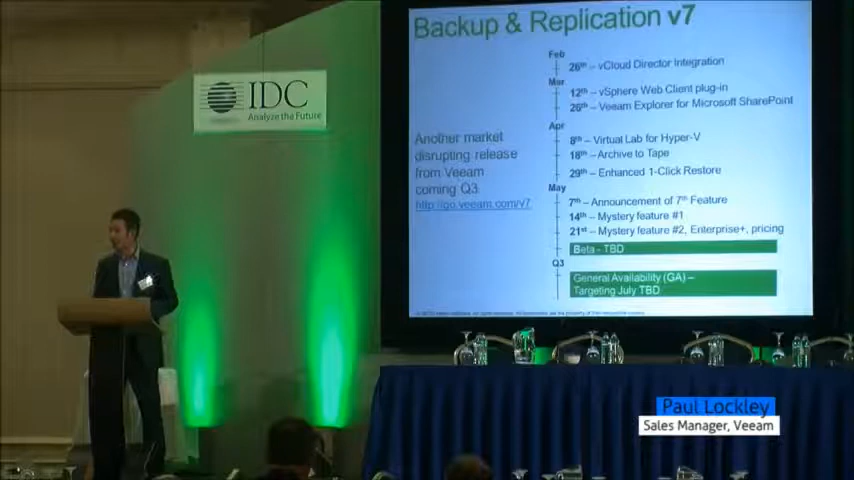 Backup & Replication v7
Feb
26th – vCloud Director Integration
Mar
12th – vSphere Web Client plug-in
26th – Veeam Explorer for Microsoft SharePoint
Apr
8th – Virtual Lab for Hyper-V
18th – Archive to Tape
29th – Enhanced 1-Click Restore
May
7th – Announcement of 7th Feature
14th – Mystery feature #1
21st – Mystery feature #2, Enterprise+, pricing
Beta - TBD
Q3
General Availability (GA) –
Targeting July TBD
Another market
disrupting release
from Veeam
coming Q3
http://go.veeam.com/v7
IDC
Analyze the Future
Paul Lockley
Sales Manager, Veeam